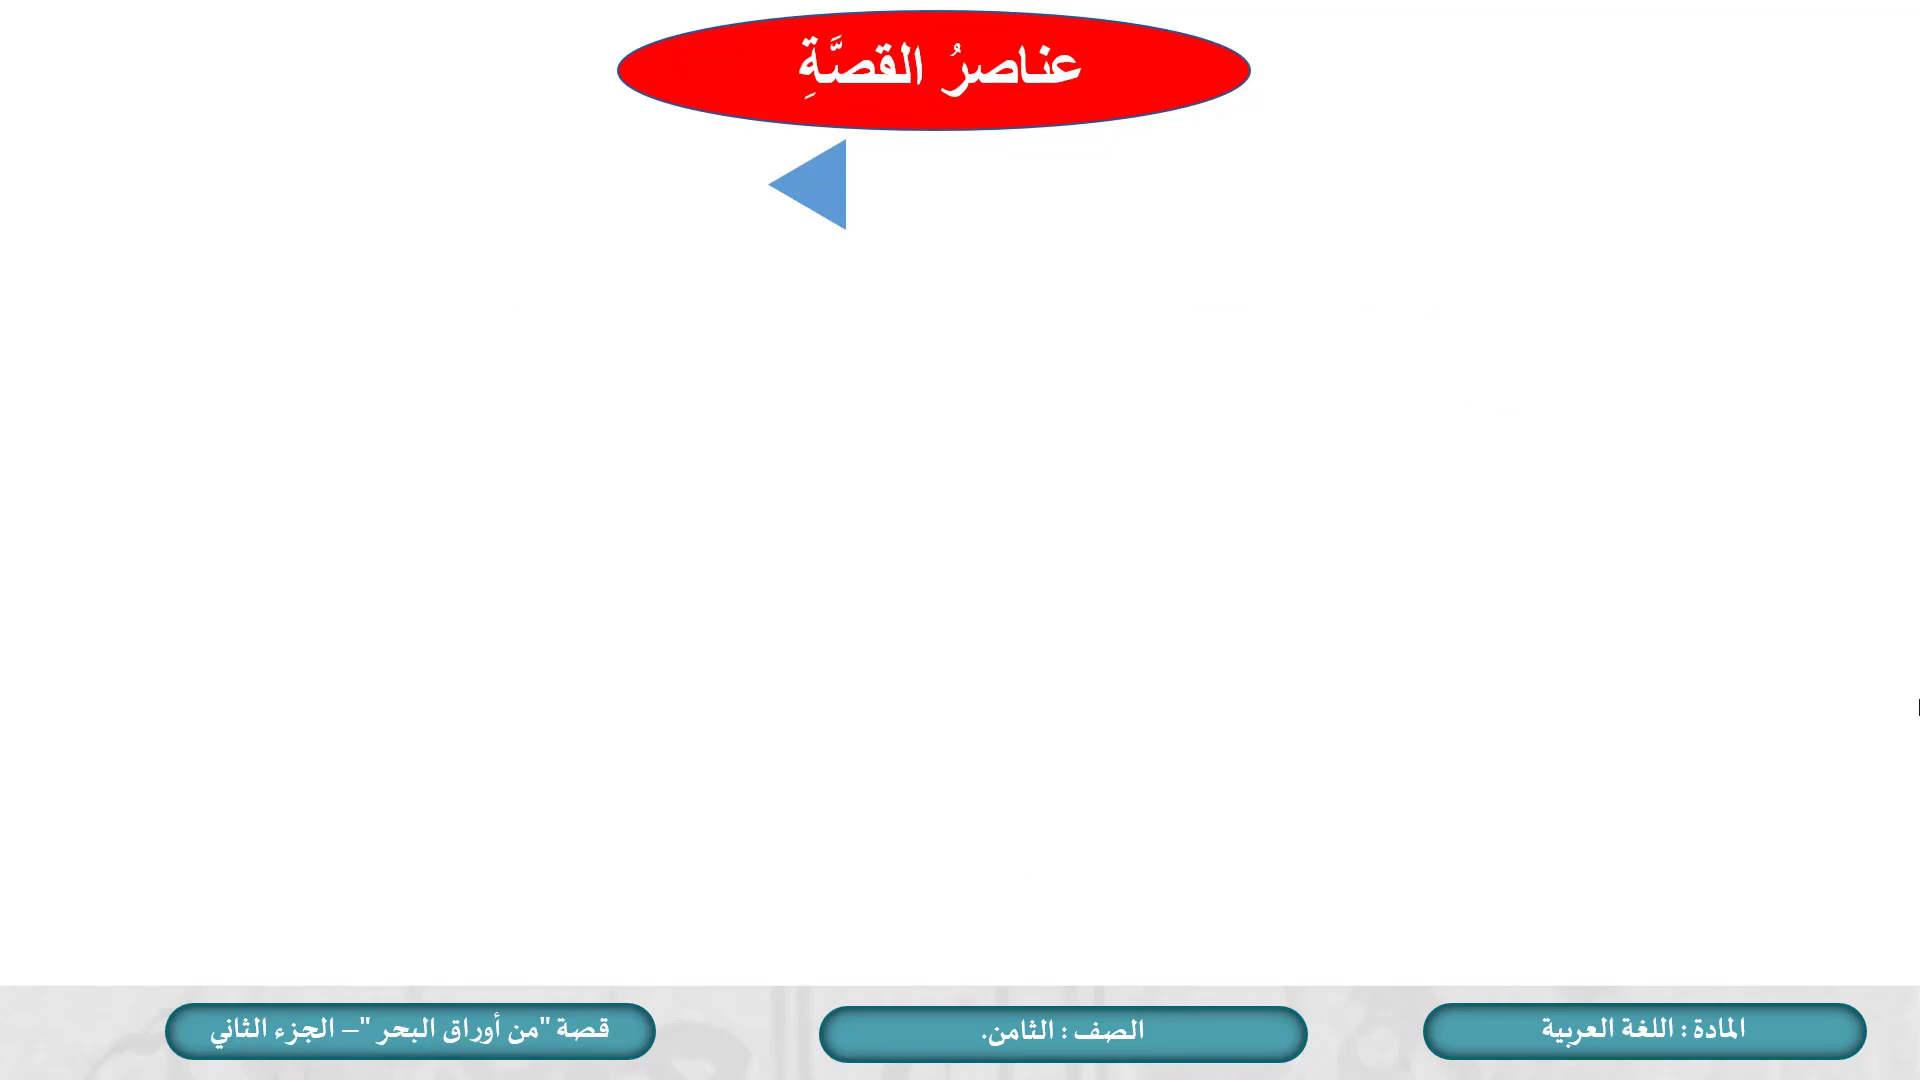 عناصرُ القصَّةِ
المادة : اللغة العربية
الصف : الثامن.
قصة "من أوراق البحر "– الجزء الثاني